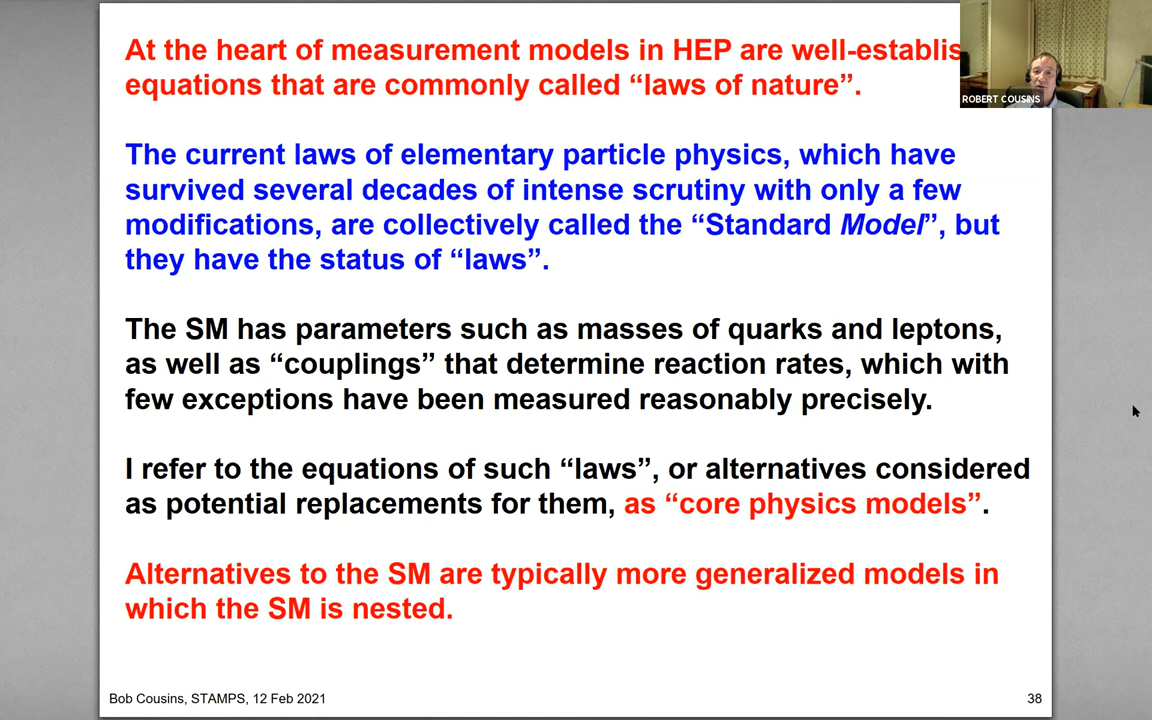 At the heart of measurement models in HEP are
equations that are commonly called “laws of nature”.
ROBERT COUSINS
The current laws of elementary particle physics, which have
survived several decades of intense scrutiny with only a few
modifications, are collectively called the “Standard Model”, but
they have the status of “laws”.
The SM has parameters such as masses of quarks and leptons,
as well as “couplings” that determine reaction rates, which with
few exceptions have been measured reasonably precisely.
I refer to the equations of such “laws”, or alternatives considered
as potential replacements for them, as “core physics models”.
Alternatives to the SM are typically more generalized models in
which the SM is nested.
Bob Cousins, STAMPS, 12 Feb 2021
38